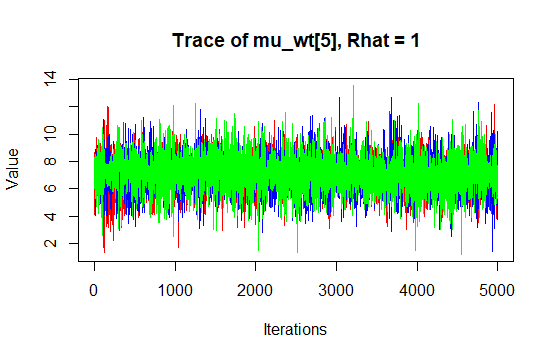 Trace of mu_wt[5], Rhat = 1
Value
14
10
8
6
4
2
0 1000 2000 3000 4000 5000
Iterations